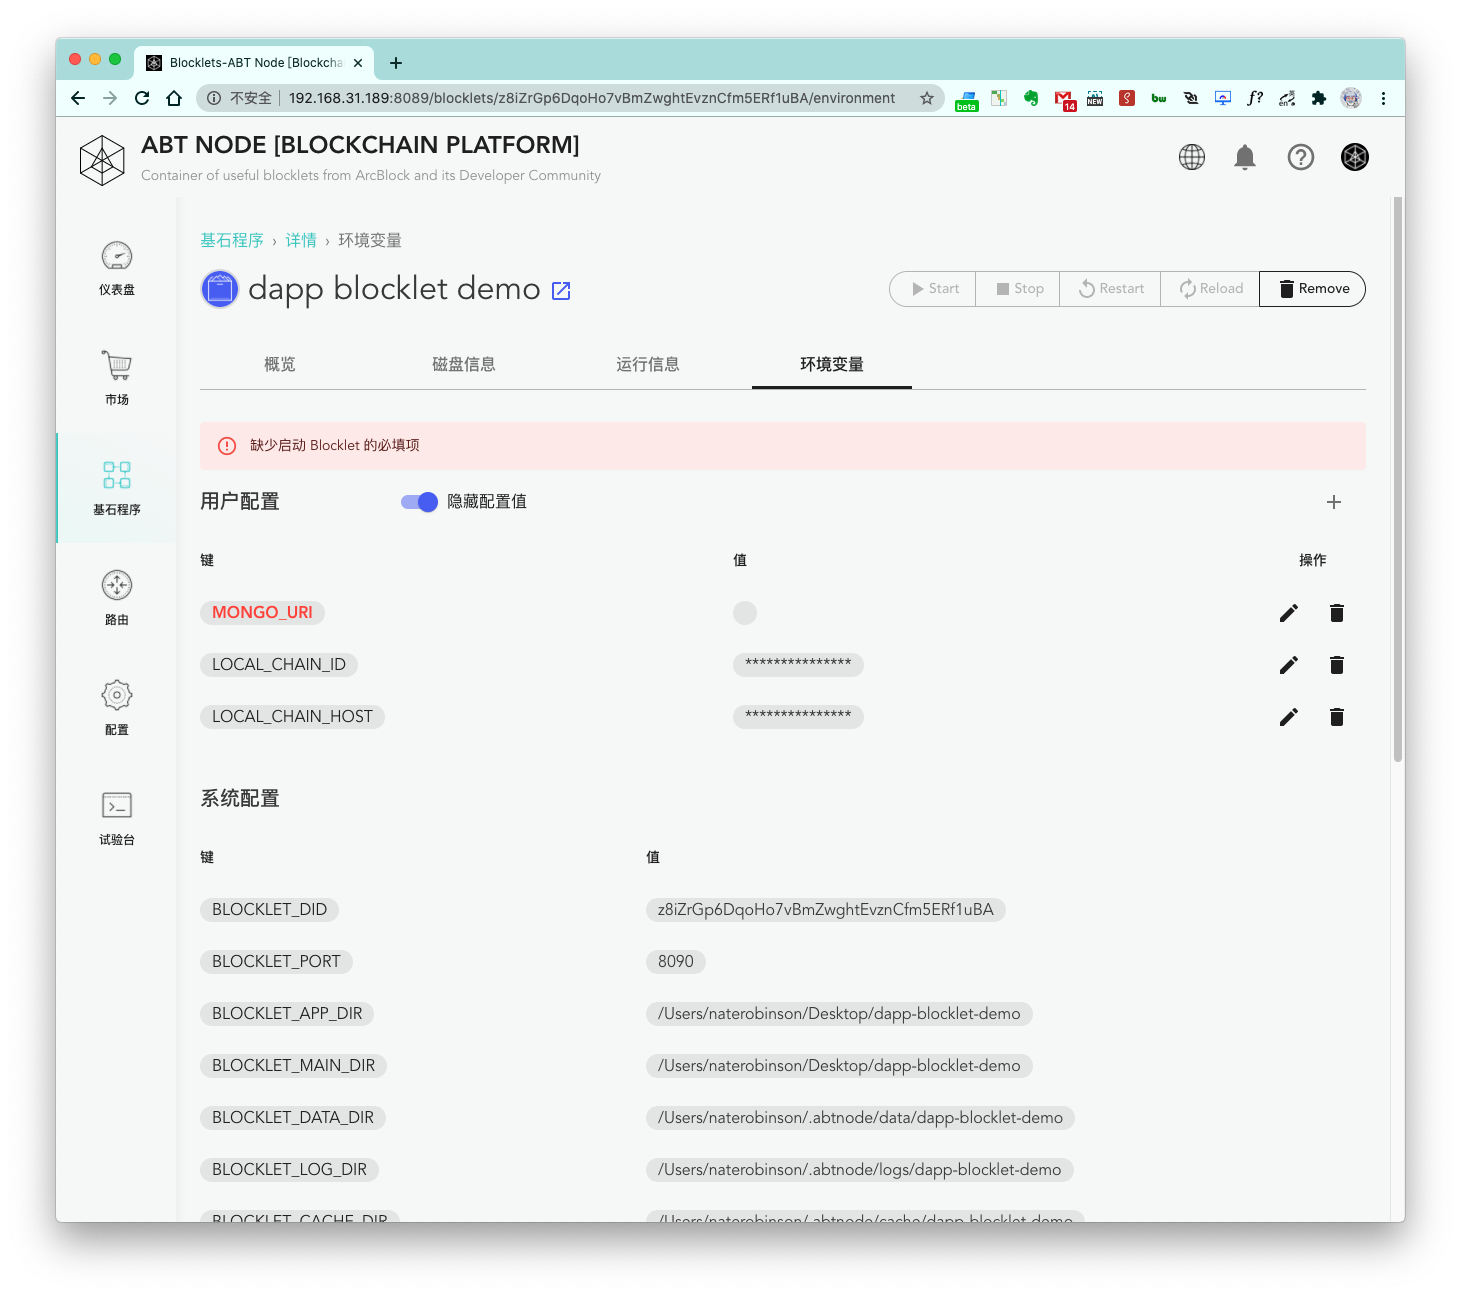 Blocklets-ABT Node [Blockcha
不安全 192.168.31.189:8089/blocklets/z8iZrGp6DqoHo7vBmZwghtEvznCfm5ERf1uBA/environment
beta
14
NEW
bw
f?
en
ABT NODE [BLOCKCHAIN PLATFORM]
Container of useful blocklets from ArcBlock and its Developer Community
仪表盘
市场
基石程序
路由
配置
试验台
基石程序 › 详情 › 环境变量
dapp blocklet demo
Start Stop Restart Reload Remove
概览 磁盘信息 运行信息 环境变量
缺少启动 Blocklet 的必填项
用户配置 隐藏配置值
键 值 操作
MONGO_URI
LOCAL_CHAIN_ID ***************
LOCAL_CHAIN_HOST ***************
系统配置
键 值
BLOCKLET_DID z8iZrGp6DqoHo7vBmZwghtEvznCfm5ERf1uBA
BLOCKLET_PORT 8090
BLOCKLET_APP_DIR /Users/naterobinson/Desktop/dapp-blocklet-demo
BLOCKLET_MAIN_DIR /Users/naterobinson/Desktop/dapp-blocklet-demo
BLOCKLET_DATA_DIR /Users/naterobinson/.abtnode/data/dapp-blocklet-demo
BLOCKLET_LOG_DIR /Users/naterobinson/.abtnode/logs/dapp-blocklet-demo
BLOCKLET_CACHE_DIR /Users/naterobinson/.abtnode/cache/dapp-blocklet-demo